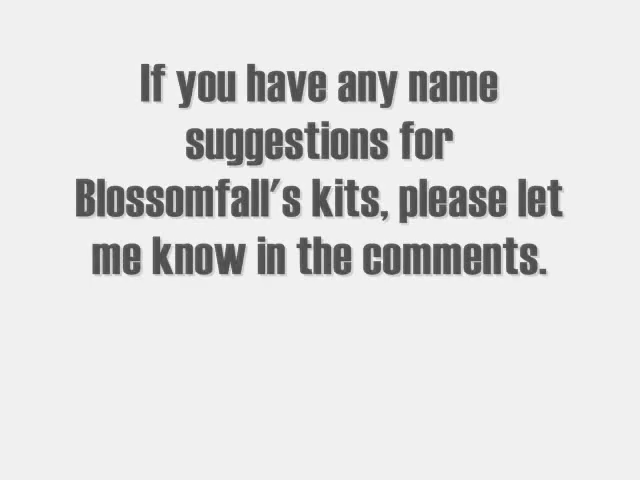 If you have any name
suggestions for
Blossomfall's kits, please let
me know in the comments.